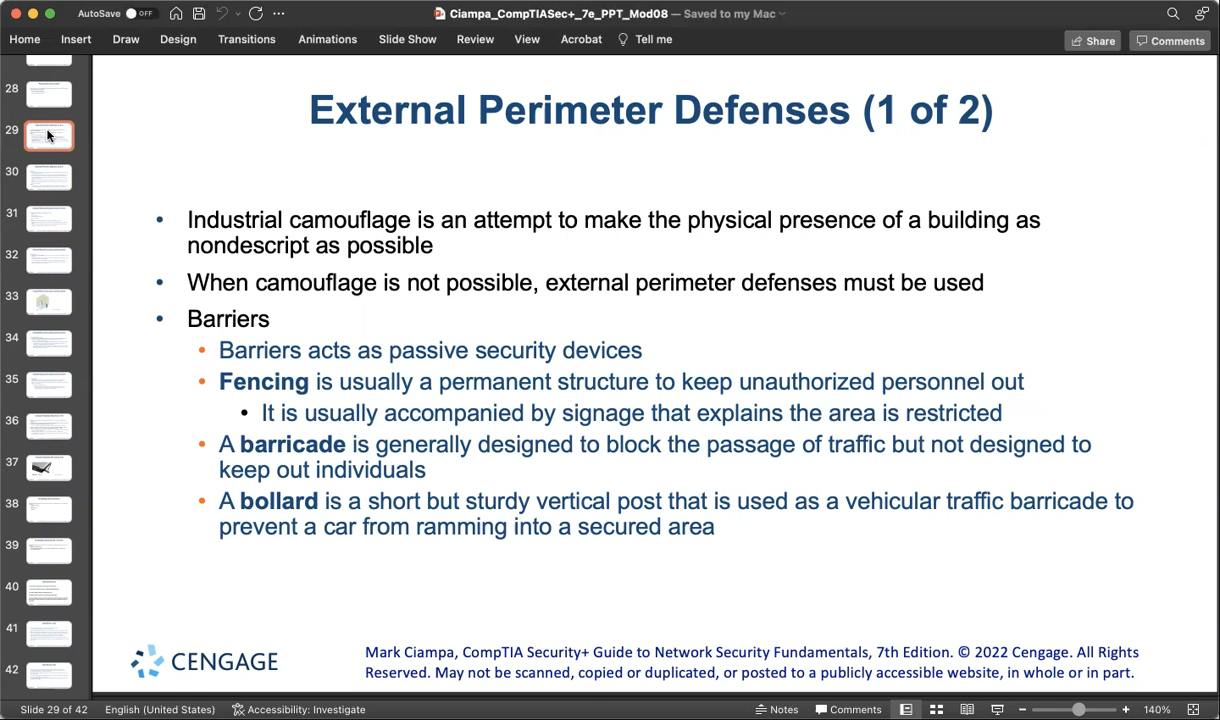 AutoSave OFF
Ciampa_CompTIASec+_7e_PPT_Mod08 — Saved to my Mac
Home Insert Draw Design Transitions Animations Slide Show Review View Acrobat Tell me Share Comments
28
29
30
31
32
33
34
35
36
37
38
39
40
41
42
External Perimeter Defenses (1 of 2)
• Industrial camouflage is an attempt to make the physical presence of a building as
nondescript as possible
• When camouflage is not possible, external perimeter defenses must be used
• Barriers
• Barriers acts as passive security devices
• Fencing is usually a permanent structure to keep unauthorized personnel out
• It is usually accompanied by signage that explains the area is restricted
• A barricade is generally designed to block the passage of traffic but not designed to
keep out individuals
• A bollard is a short but sturdy vertical post that is used as a vehicular traffic barricade to
prevent a car from ramming into a secured area
CENGAGE
Mark Ciampa, CompTIA Security+ Guide to Network Security Fundamentals, 7th Edition. © 2022 Cengage. All Rights
Reserved. May not be scanned, copied or duplicated, or posted to a publicly accessible website, in whole or in part.
Slide 29 of 42 English (United States) Accessibility: Investigate Notes Comments 140%